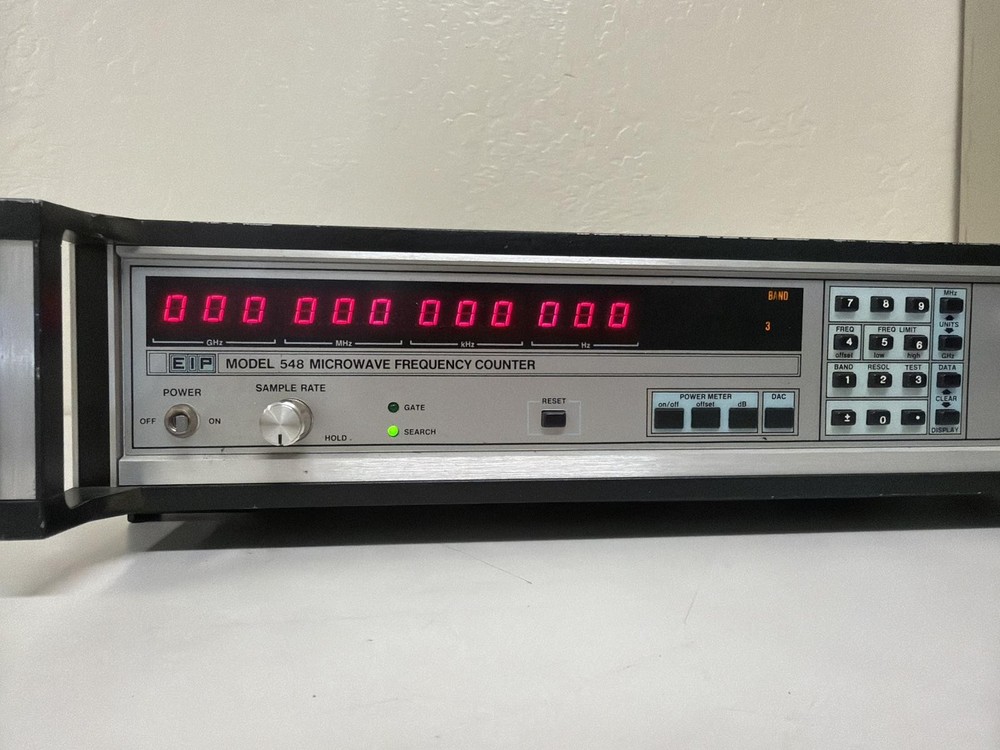 000 000 000 000
BAND
3
GHz MHz kHz Hz
EIP MODEL 548 MICROWAVE FREQUENCY COUNTER
POWER
OFF ON
SAMPLE RATE
HOLD
GATE
SEARCH
RESET
POWER METER
on/off offset dB
DAC
7 8 9
FREQ FREQ LIMIT
4 5 6
offset low high
BAND RESOL TEST
1 2 3
± 0 .
MHz
UNITS
GHz
DATA
CLEAR
DISPLAY